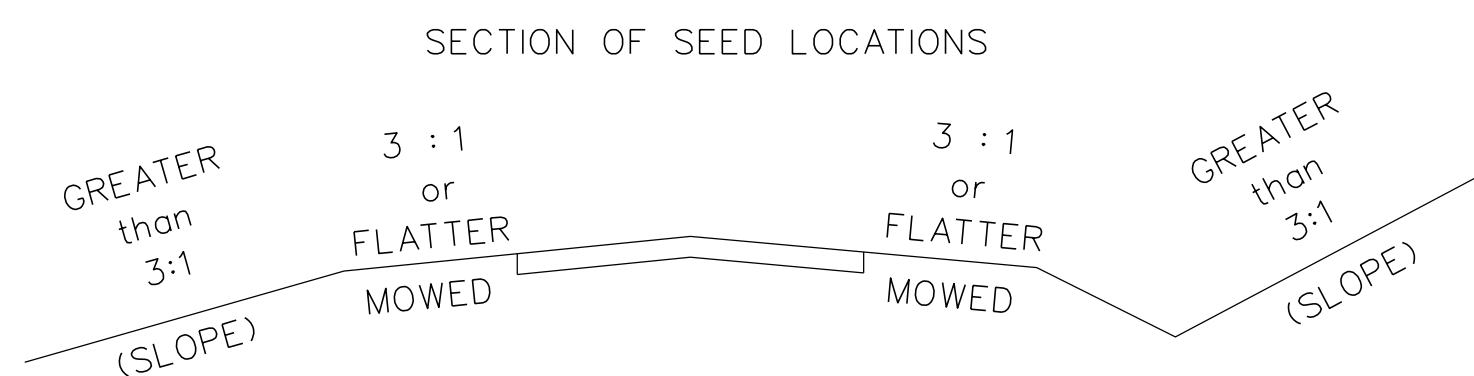 SECTION OF SEED LOCATIONS
GREATER
than
3:1
(SLOPE)
3 : 1
or
FLATTER
MOWED
3 : 1
or
FLATTER
MOWED
GREATER
than
3:1
(SLOPE)